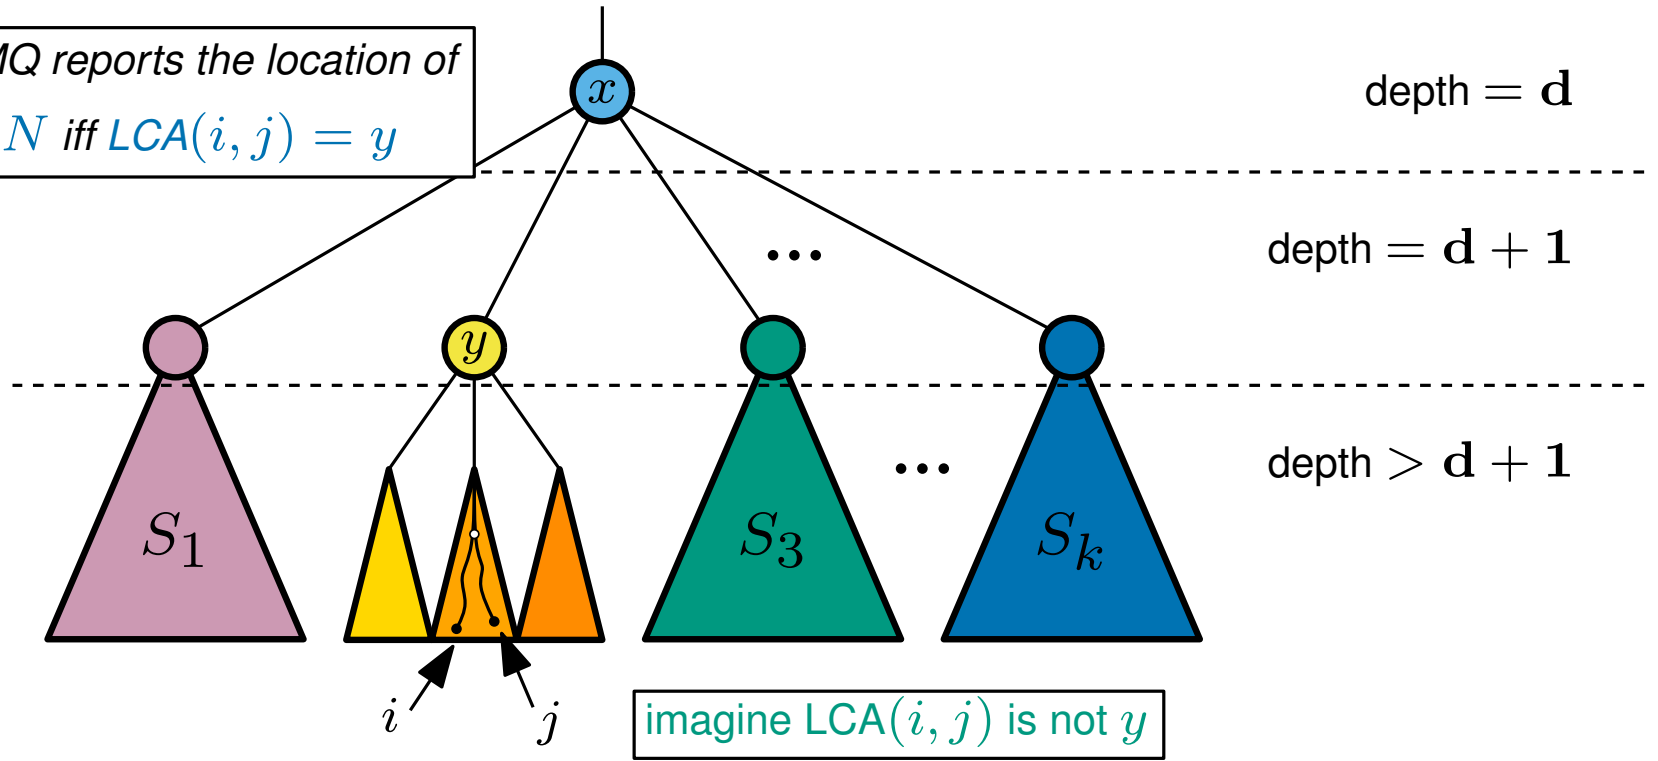 MQ reports the location of
N iff LCA(i, j) = y
x
depth = d
...
depth = d + 1
y
...
depth > d + 1
S₁
S₃
Sₖ
i
j
imagine LCA(i, j) is not y